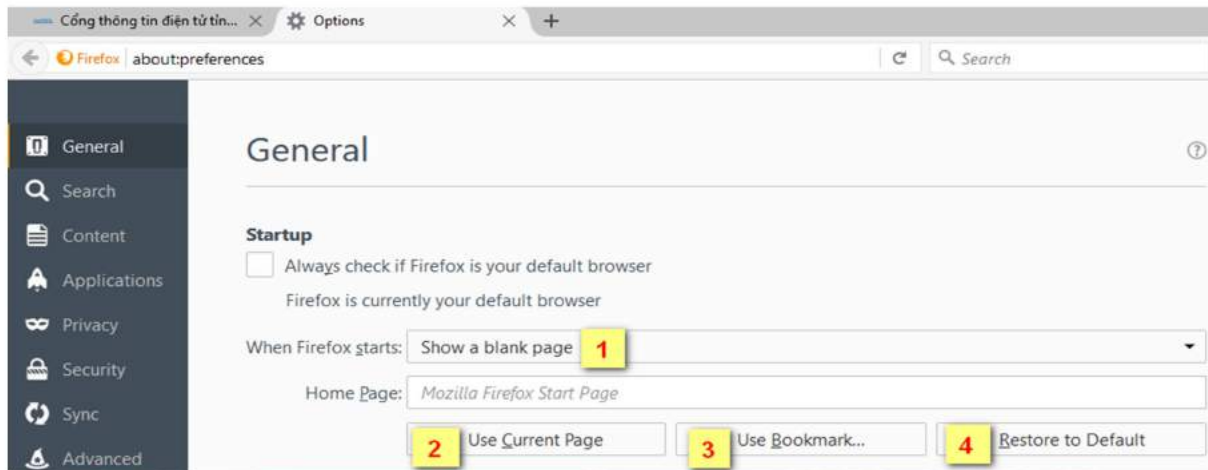 Cổng thông tin điện tử tỉn...
Options
Firefox about:preferences
Search
General
Search
Content
Applications
Privacy
Security
Sync
Advanced
General
Startup
Always check if Firefox is your default browser
Firefox is currently your default browser
When Firefox starts: Show a blank page 1
Home Page: Mozilla Firefox Start Page
2 Use Current Page
3 Use Bookmark...
4 Restore to Default